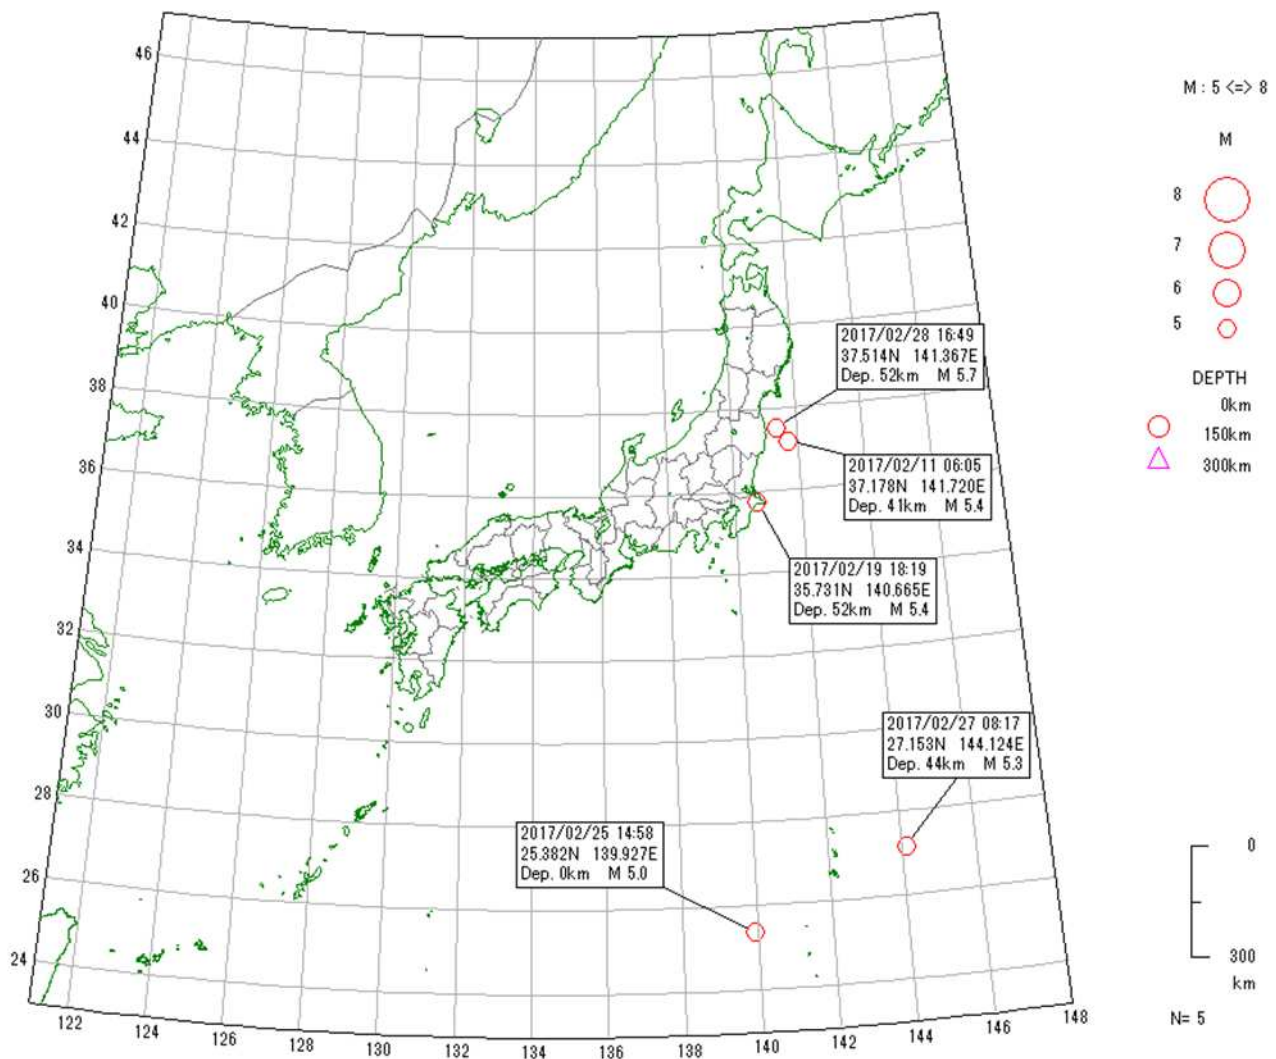 46
44
42
40
38
36
34
32
30
28
26
24
122
124
126
128
130
132
134
136
138
140
142
144
146
148
2017/02/28 16:49
37.514N 141.367E
Dep. 52km M 5.7
2017/02/11 06:05
37.178N 141.720E
Dep. 41km M 5.4
2017/02/19 18:19
35.731N 140.665E
Dep. 52km M 5.4
2017/02/27 08:17
27.153N 144.124E
Dep. 44km M 5.3
2017/02/25 14:58
25.382N 139.927E
Dep. 0km M 5.0
M : 5 <=> 8
M
8
7
6
5
DEPTH
0km
150km
300km
0
300
km
N= 5